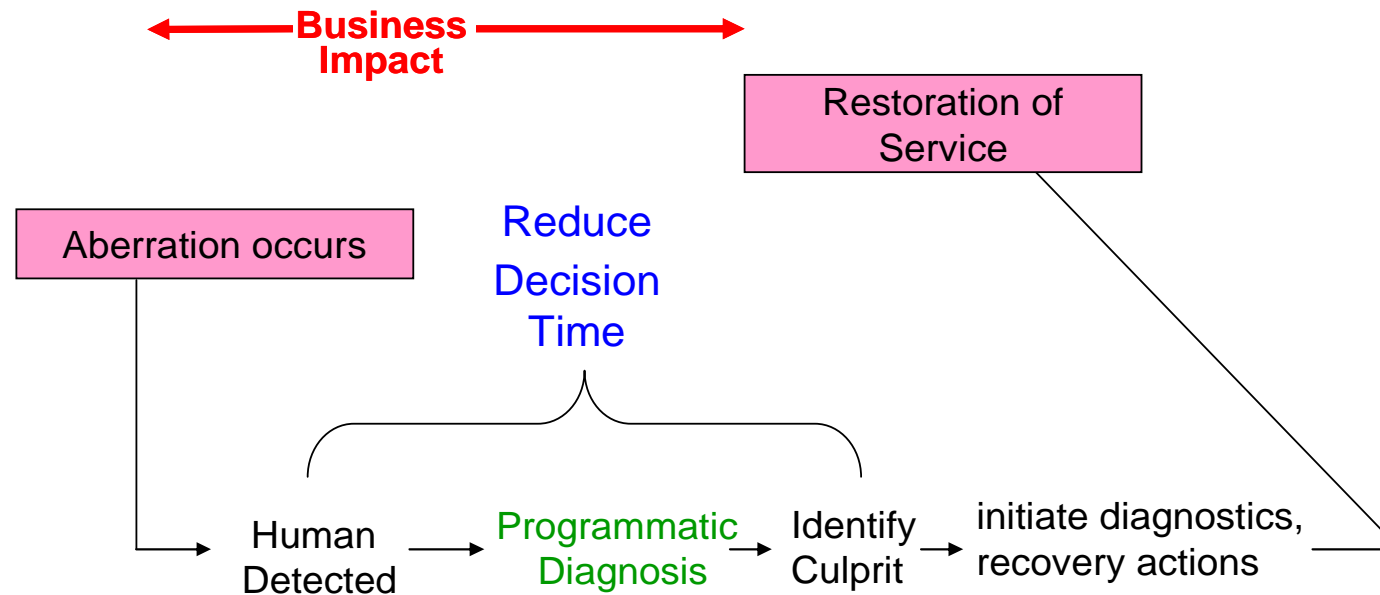 Business
Impact
Restoration of
Service
Aberration occurs
Reduce
Decision
Time
Human
Detected
Programmatic
Diagnosis
Identify
Culprit
initiate diagnostics,
recovery actions